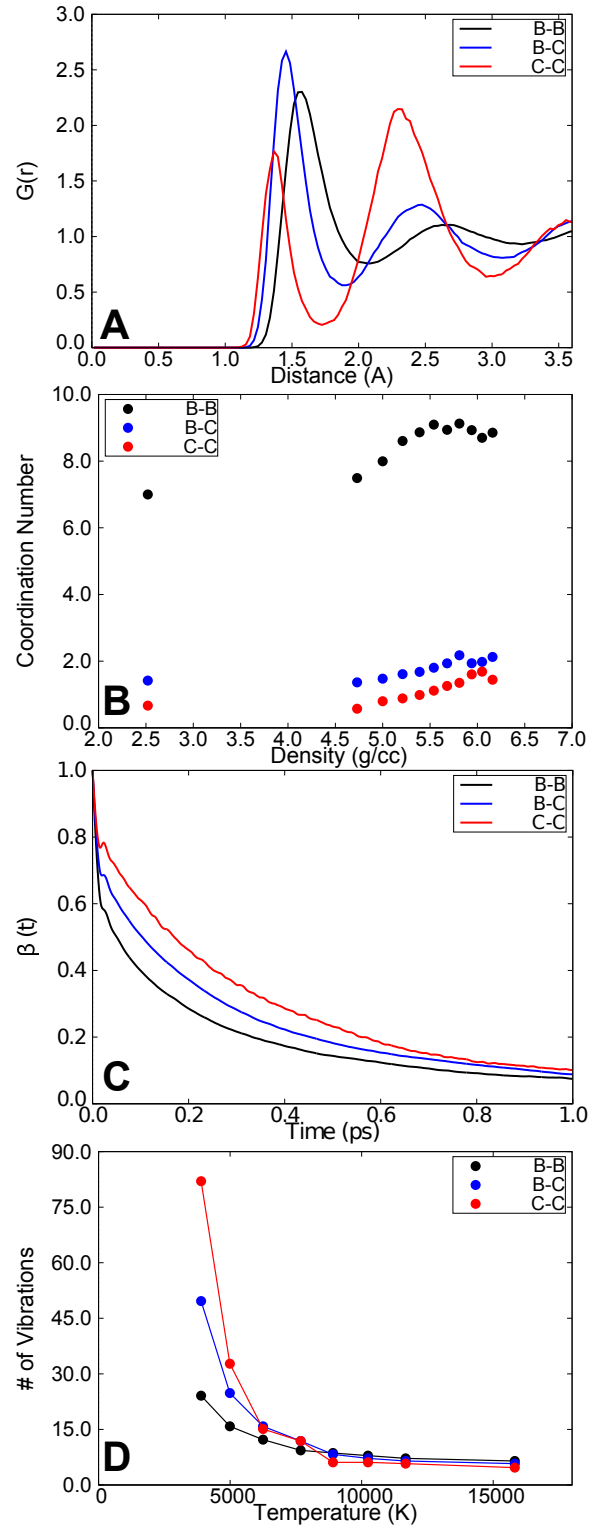 3.0
2.5
2.0
1.5
1.0
0.5
0.0
G(r)
B-B
B-C
C-C
A
0.0 0.5 1.0 1.5 2.0 2.5 3.0 3.5
Distance (A)
10.0
8.0
6.0
4.0
2.0
0.0
Coordination Number
B-B
B-C
C-C
B
2.0 2.5 3.0 3.5 4.0 4.5 5.0 5.5 6.0 6.5 7.0
Density (g/cc)
1.0
0.8
0.6
0.4
0.2
0.0
β (t)
B-B
B-C
C-C
C
0.0 0.2 0.4 0.6 0.8 1.0
Time (ps)
90.0
75.0
60.0
45.0
30.0
15.0
0.0
# of Vibrations
B-B
B-C
C-C
D
0 5000 10000 15000
Temperature (K)